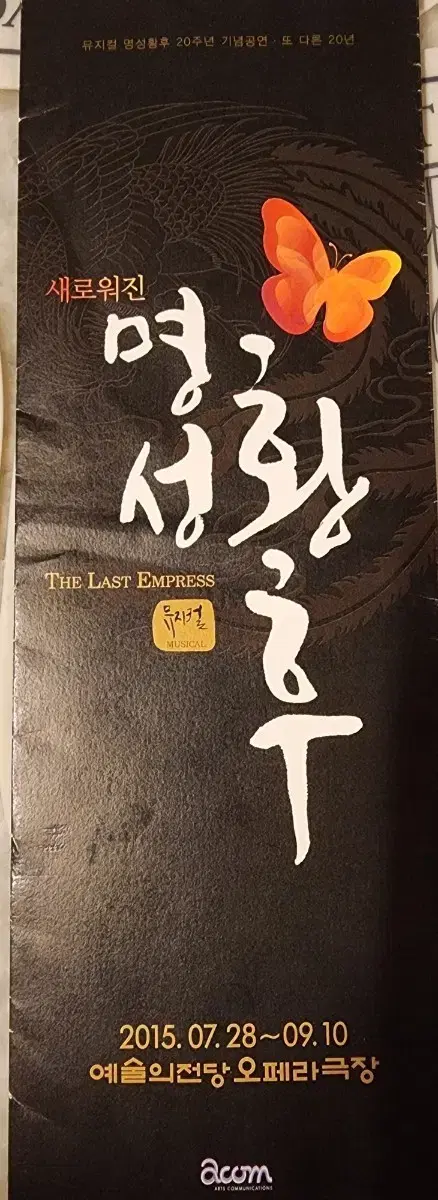 뮤지컬 명성황후 20주년 기념공연 · 또 다른 20년
새로워진
명성
황후
THE LAST EMPRESS
뮤지컬
MUSICAL
2015. 07. 28~09. 10
예술의전당 오페라극장
acom
ARTS COMMUNICATIONS